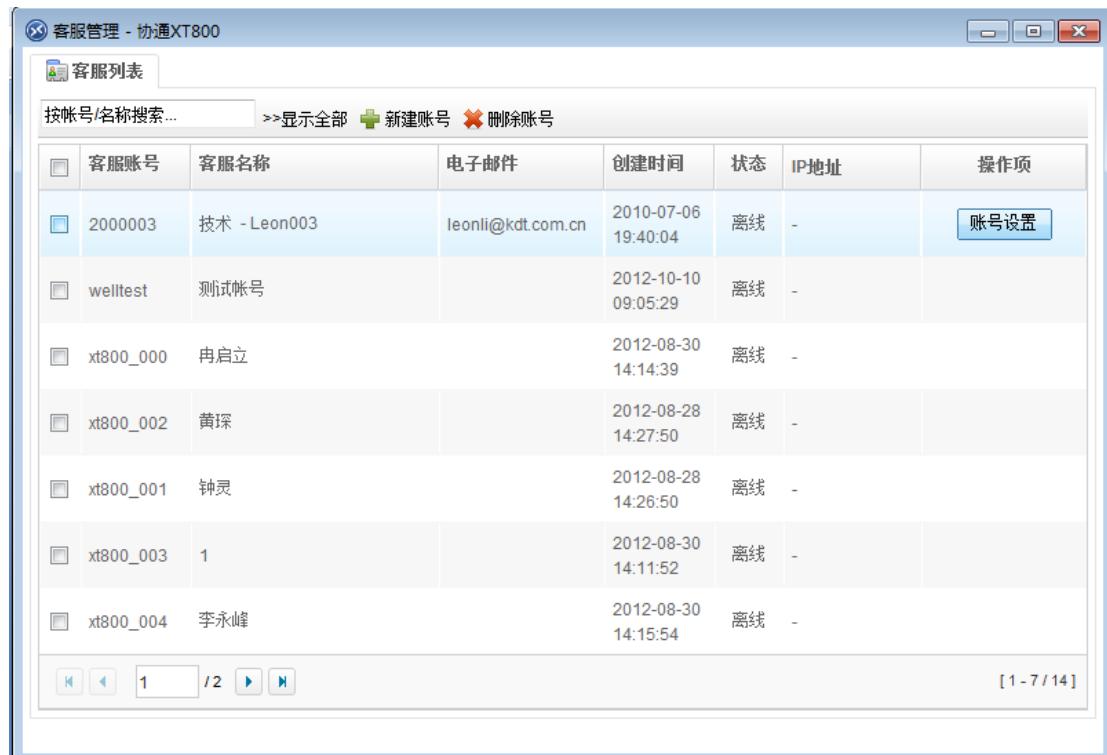 客服管理 - 协通XT800
客服列表
按帐号/名称搜索... >>显示全部 新建账号 删除账号
客服账号 客服名称 电子邮件 创建时间 状态 IP地址 操作项
2000003 技术 - Leon003 leonli@kdt.com.cn 2010-07-06 19:40:04 离线 - 账号设置
welltest 测试帐号 2012-10-10 09:05:29 离线 -
xt800_000 冉启立 2012-08-30 14:14:39 离线 -
xt800_002 黄琛 2012-08-28 14:27:50 离线 -
xt800_001 钟灵 2012-08-28 14:26:50 离线 -
xt800_003 1 2012-08-30 14:11:52 离线 -
xt800_004 李永峰 2012-08-30 14:15:54 离线 -
1 / 2 [ 1 - 7 / 14 ]